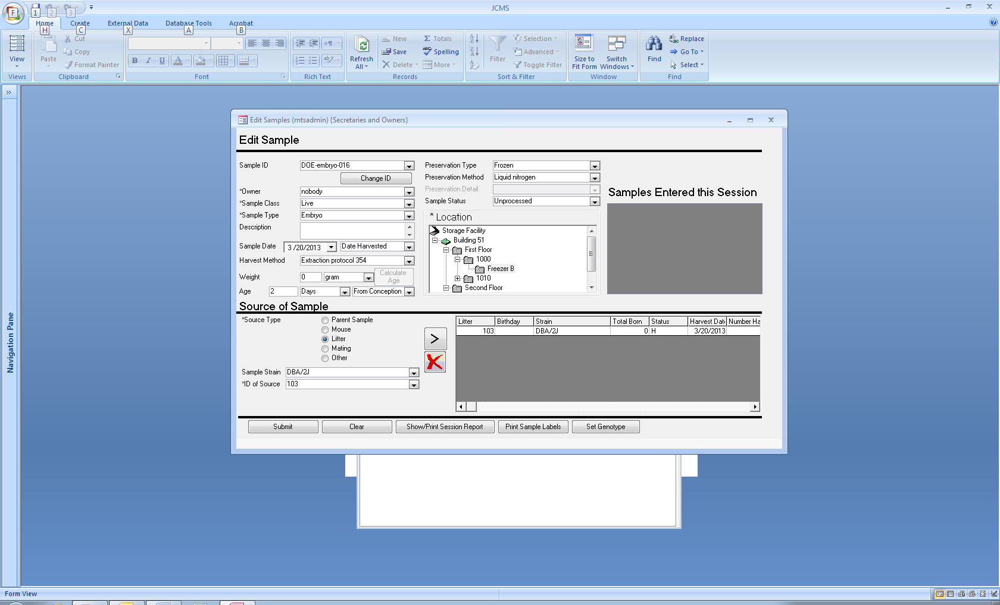 JCMS
F 1 2 3
Home Create External Data Database Tools Acrobat
H C X A B
View
Views
Paste
Cut
Copy
Format Painter
Clipboard
B I U A
Font
ab
Rich Text
Refresh All
New
Save
Delete
Totals
Spelling
More
Records
Filter
Selection
Advanced
Toggle Filter
Sort & Filter
Size to Fit Form
Switch Windows
Window
Find
Replace
Go To
Select
Find
Navigation Pane
Edit Samples (mtsadmin) {Secretaries and Owners}
Edit Sample
Sample ID DOE-embryo-016
Change ID
*Owner nobody
*Sample Class Live
*Sample Type Embryo
Description
Sample Date 3 /20/2013 Date Harvested
Harvest Method Extraction protocol 354
Weight 0 gram Calculate Age
Age 2 Days From Conception
Preservation Type Frozen
Preservation Method Liquid nitrogen
Preservation Detail
Sample Status Unprocessed
* Location
Storage Facility
Building 51
First Floor
1000
Freezer B
1010
Second Floor
Samples Entered this Session
Source of Sample
*Source Type
Parent Sample
Mouse
Litter
Mating
Other
Sample Strain DBA/2J
*ID of Source 103
>
Litter Birthday Strain Total Born Status Harvest Dat Number Ha
103 DBA/2J 0 H 3/20/2013
Submit Clear Show/Print Session Report Print Sample Labels Set Genotype
Form View